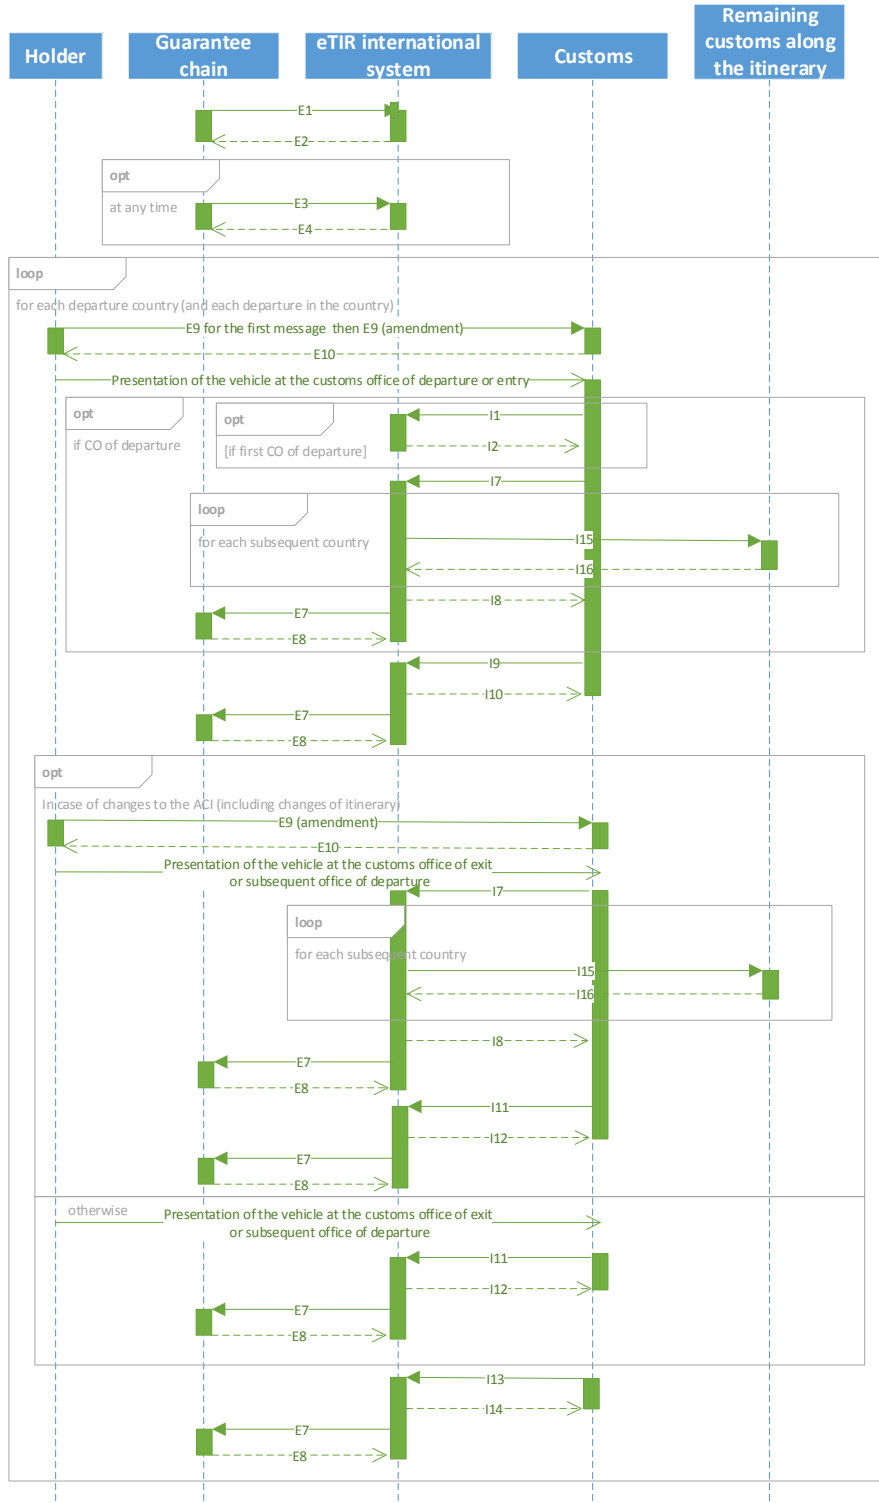 Holder
Guarantee
chain
eTIR international
system
Customs
Remaining
customs along
the itinerary
E1
E2
opt
at any time
E3
E4
loop
for each departure country (and each departure in the country)
E9 for the first message then E9 (amendment)
E10
Presentation of the vehicle at the customs office of departure or entry
opt
if CO of departure
opt
[if first CO of departure]
I1
I2
I7
loop
for each subsequent country
I15
I16
I8
E7
E8
I9
I10
E7
E8
opt
In case of changes to the ACI (including changes of itinerary)
E9 (amendment)
E10
Presentation of the vehicle at the customs office of exit
or subsequent office of departure
I7
loop
for each subsequent country
I15
I16
I8
E7
E8
I11
I12
E7
E8
otherwise
Presentation of the vehicle at the customs office of exit
or subsequent office of departure
I11
I12
E7
E8
I13
I14
E7
E8